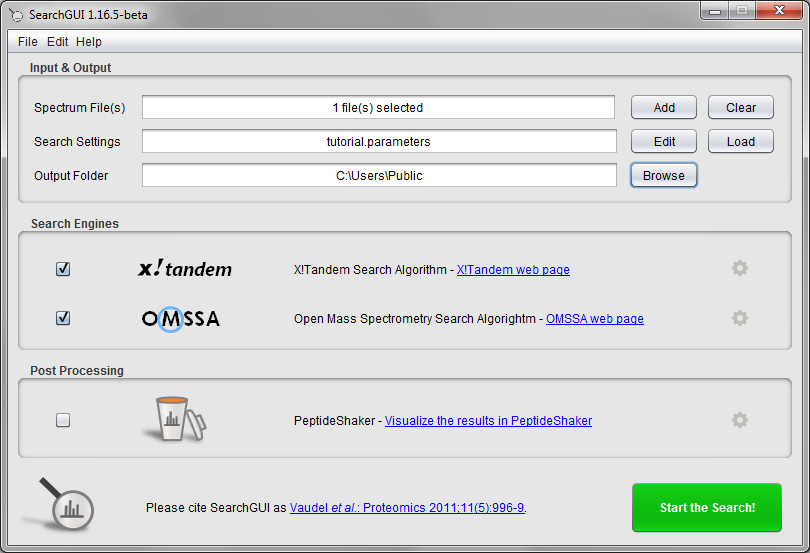 SearchGUI 1.16.5-beta
File Edit Help
Input & Output
Spectrum File(s) 1 file(s) selected Add Clear
Search Settings tutorial.parameters Edit Load
Output Folder C:\Users\Public Browse
Search Engines
X!tandem X!Tandem Search Algorithm - X!Tandem web page
OMSSA Open Mass Spectrometry Search Algorightm - OMSSA web page
Post Processing
PeptideShaker - Visualize the results in PeptideShaker
Please cite SearchGUI as Vaudel et al.: Proteomics 2011;11(5):996-9. Start the Search!